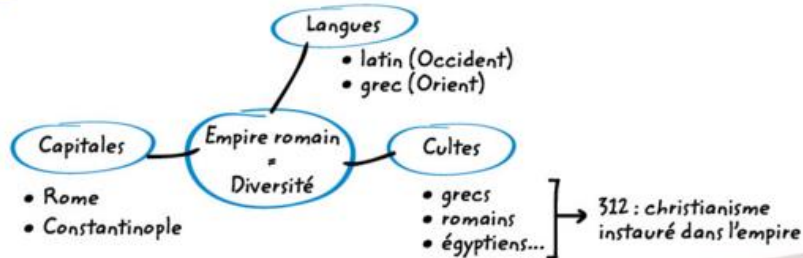 Langues
• latin (Occident)
• grec (Orient)
Capitales
• Rome
• Constantinople
Empire romain
=
Diversité
Cultes
• grecs
• romains
• égyptiens...
312 : christianisme
instauré dans l'empire